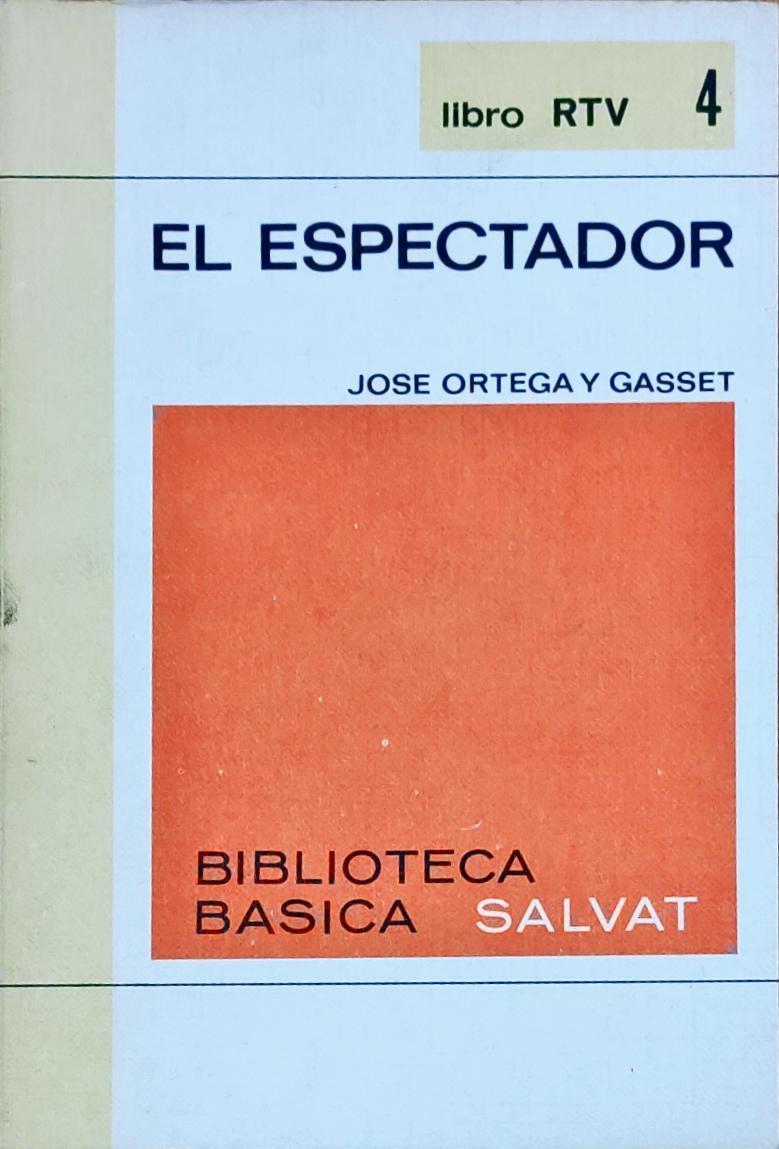 libro RTV 4
EL ESPECTADOR
JOSE ORTEGA Y GASSET
BIBLIOTECA
BASICA SALVAT